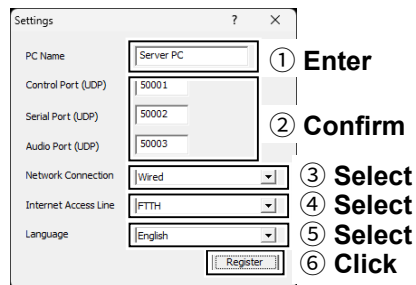 Settings ? ×
PC Name Server PC ① Enter
Control Port (UDP) 50001
Serial Port (UDP) 50002 ② Confirm
Audio Port (UDP) 50003
Network Connection Wired ③ Select
Internet Access Line FTTH ④ Select
Language English ⑤ Select
Register ⑥ Click